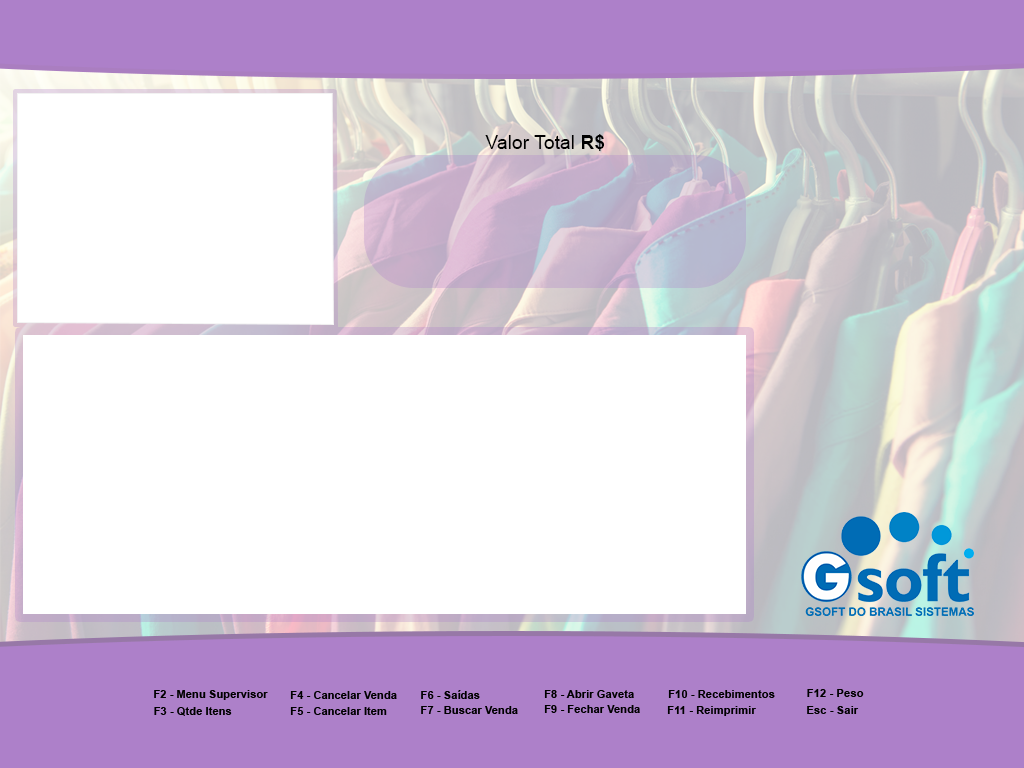 Valor Total R$
Gsoft
GSOFT DO BRASIL SISTEMAS
F2 - Menu Supervisor
F3 - Qtde Itens
F4 - Cancelar Venda
F5 - Cancelar Item
F6 - Saídas
F7 - Buscar Venda
F8 - Abrir Gaveta
F9 - Fechar Venda
F10 - Recebimentos
F11 - Reimprimir
F12 - Peso
Esc - Sair